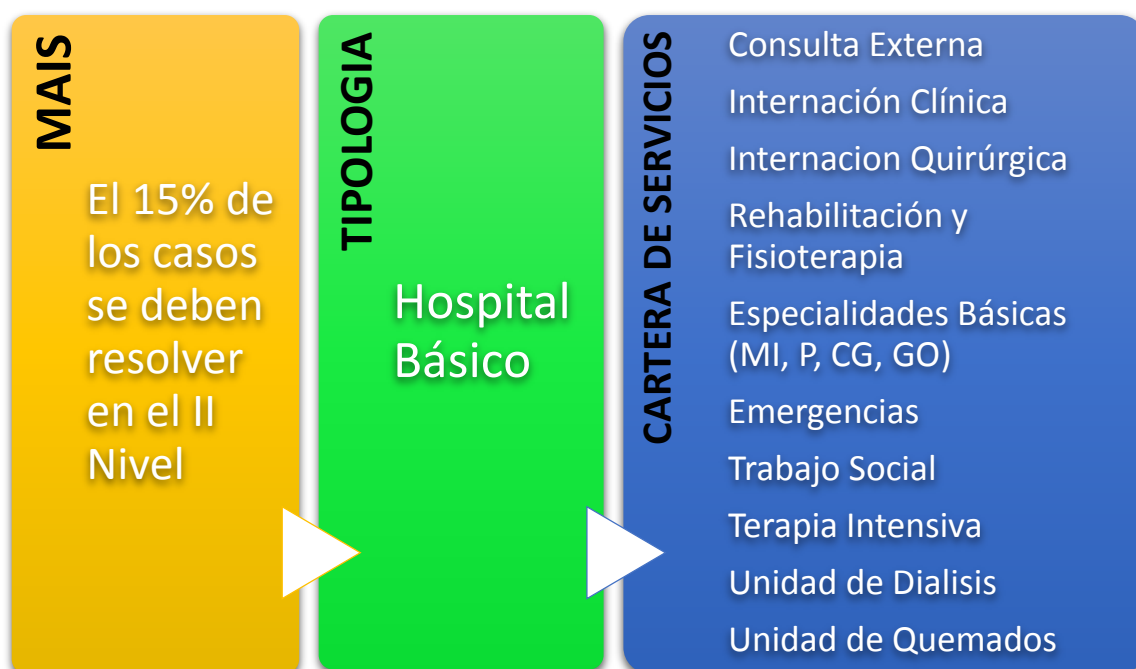 MAIS
El 15% de
los casos
se deben
resolver
en el II
Nivel
TIPOLOGIA
Hospital
Básico
CARTERA DE SERVICIOS
Consulta Externa
Internación Clínica
Internacion Quirúrgica
Rehabilitación y
Fisioterapia
Especialidades Básicas
(MI, P, CG, GO)
Emergencias
Trabajo Social
Terapia Intensiva
Unidad de Dialisis
Unidad de Quemados